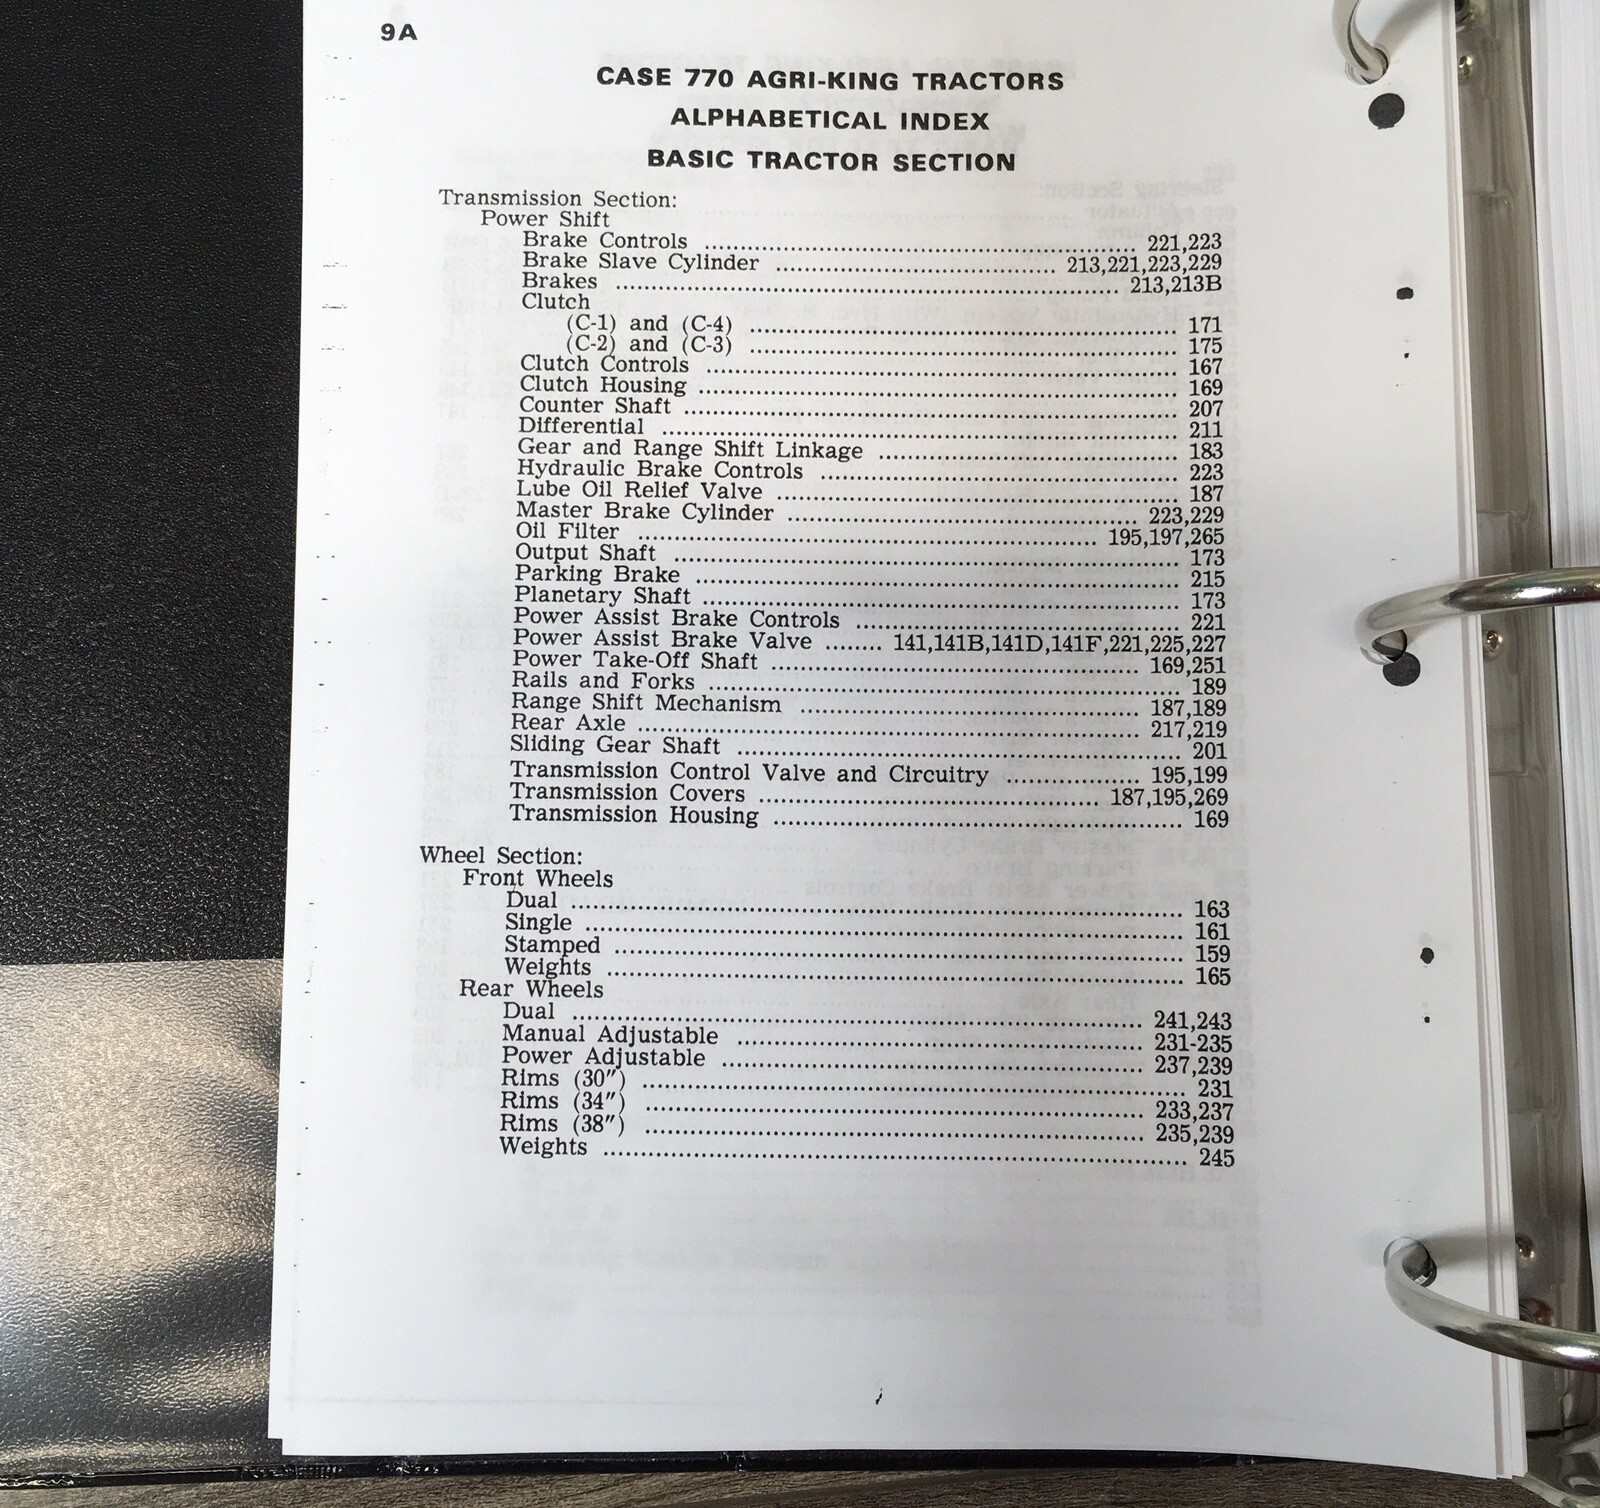 9A
CASE 770 AGRI-KING TRACTORS
ALPHABETICAL INDEX
BASIC TRACTOR SECTION
Transmission Section:
Power Shift
Brake Controls ........ 221,223
Brake Slave Cylinder ........ 213,221,223,229
Brakes ........ 213,213B
Clutch
(C-1) and (C-4) ........ 171
(C-2) and (C-3) ........ 175
Clutch Controls ........ 167
Clutch Housing ........ 169
Counter Shaft ........ 207
Differential ........ 211
Gear and Range Shift Linkage ........ 183
Hydraulic Brake Controls ........ 223
Lube Oil Relief Valve ........ 187
Master Brake Cylinder ........ 223,229
Oil Filter ........ 195,197,265
Output Shaft ........ 173
Parking Brake ........ 215
Planetary Shaft ........ 173
Power Assist Brake Controls ........ 221
Power Assist Brake Valve ........ 141,141B,141D,141F,221,225,227
Power Take-Off Shaft ........ 169,251
Rails and Forks ........ 189
Range Shift Mechanism ........ 187,189
Rear Axle ........ 217,219
Sliding Gear Shaft ........ 201
Transmission Control Valve and Circuitry ........ 195,199
Transmission Covers ........ 187,195,269
Transmission Housing ........ 169
Wheel Section:
Front Wheels
Dual ........ 163
Single ........ 161
Stamped ........ 159
Weights ........ 165
Rear Wheels
Dual ........ 241,243
Manual Adjustable ........ 231-235
Power Adjustable ........ 237,239
Rims (30") ........ 231
Rims (34") ........ 233,237
Rims (38") ........ 235,239
Weights ........ 245